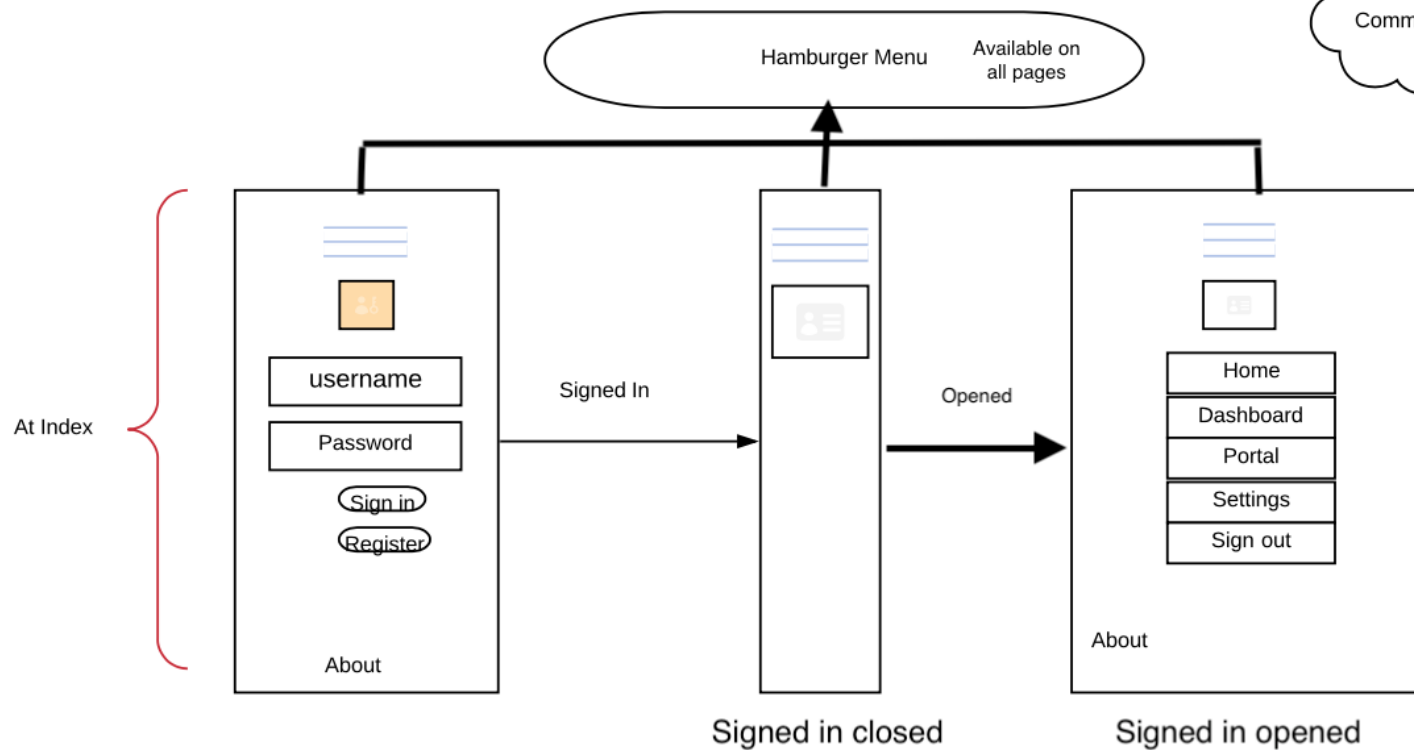 Comm
Hamburger Menu
Available on
all pages
At Index
username
Password
Sign in
Register
About
Signed In
Opened
Home
Dashboard
Portal
Settings
Sign out
About
Signed in closed
Signed in opened